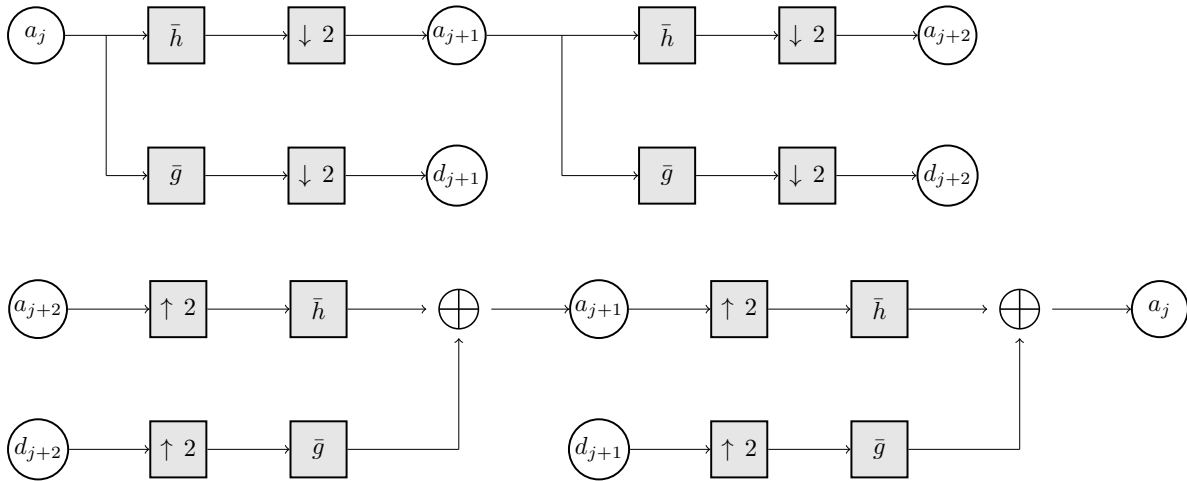 a_j h̄ ↓ 2 a_{j+1} h̄ ↓ 2 a_{j+2}
ḡ ↓ 2 d_{j+1} ḡ ↓ 2 d_{j+2}
a_{j+2} ↑ 2 h̄ a_{j+1} ↑ 2 h̄ a_j
d_{j+2} ↑ 2 ḡ d_{j+1} ↑ 2 ḡ